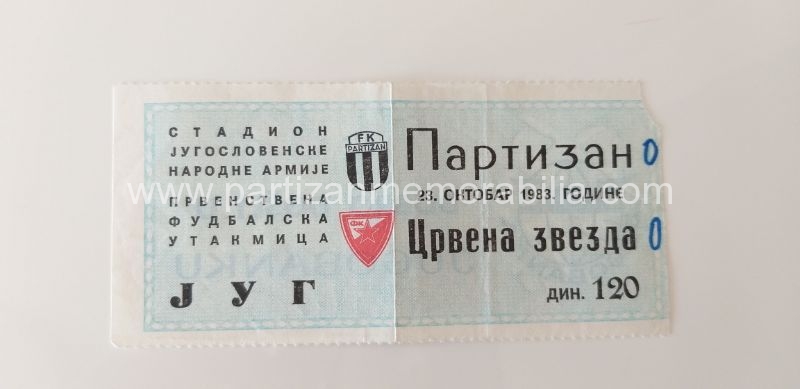 СТАДИОН
ЈУГОСЛОВЕНСКЕ
НАРОДНЕ АРМИЈЕ
ПРВЕНСТВЕНА
ФУДБАЛСКА
УТАКМИЦА
ЈУГ
FK
PARTIZAN
ФК
Партизан 0
23. ОКТОБАР 1983. ГОДИНЕ
Црвена звезда 0
дин. 120
www.partizanmemorabilia.com